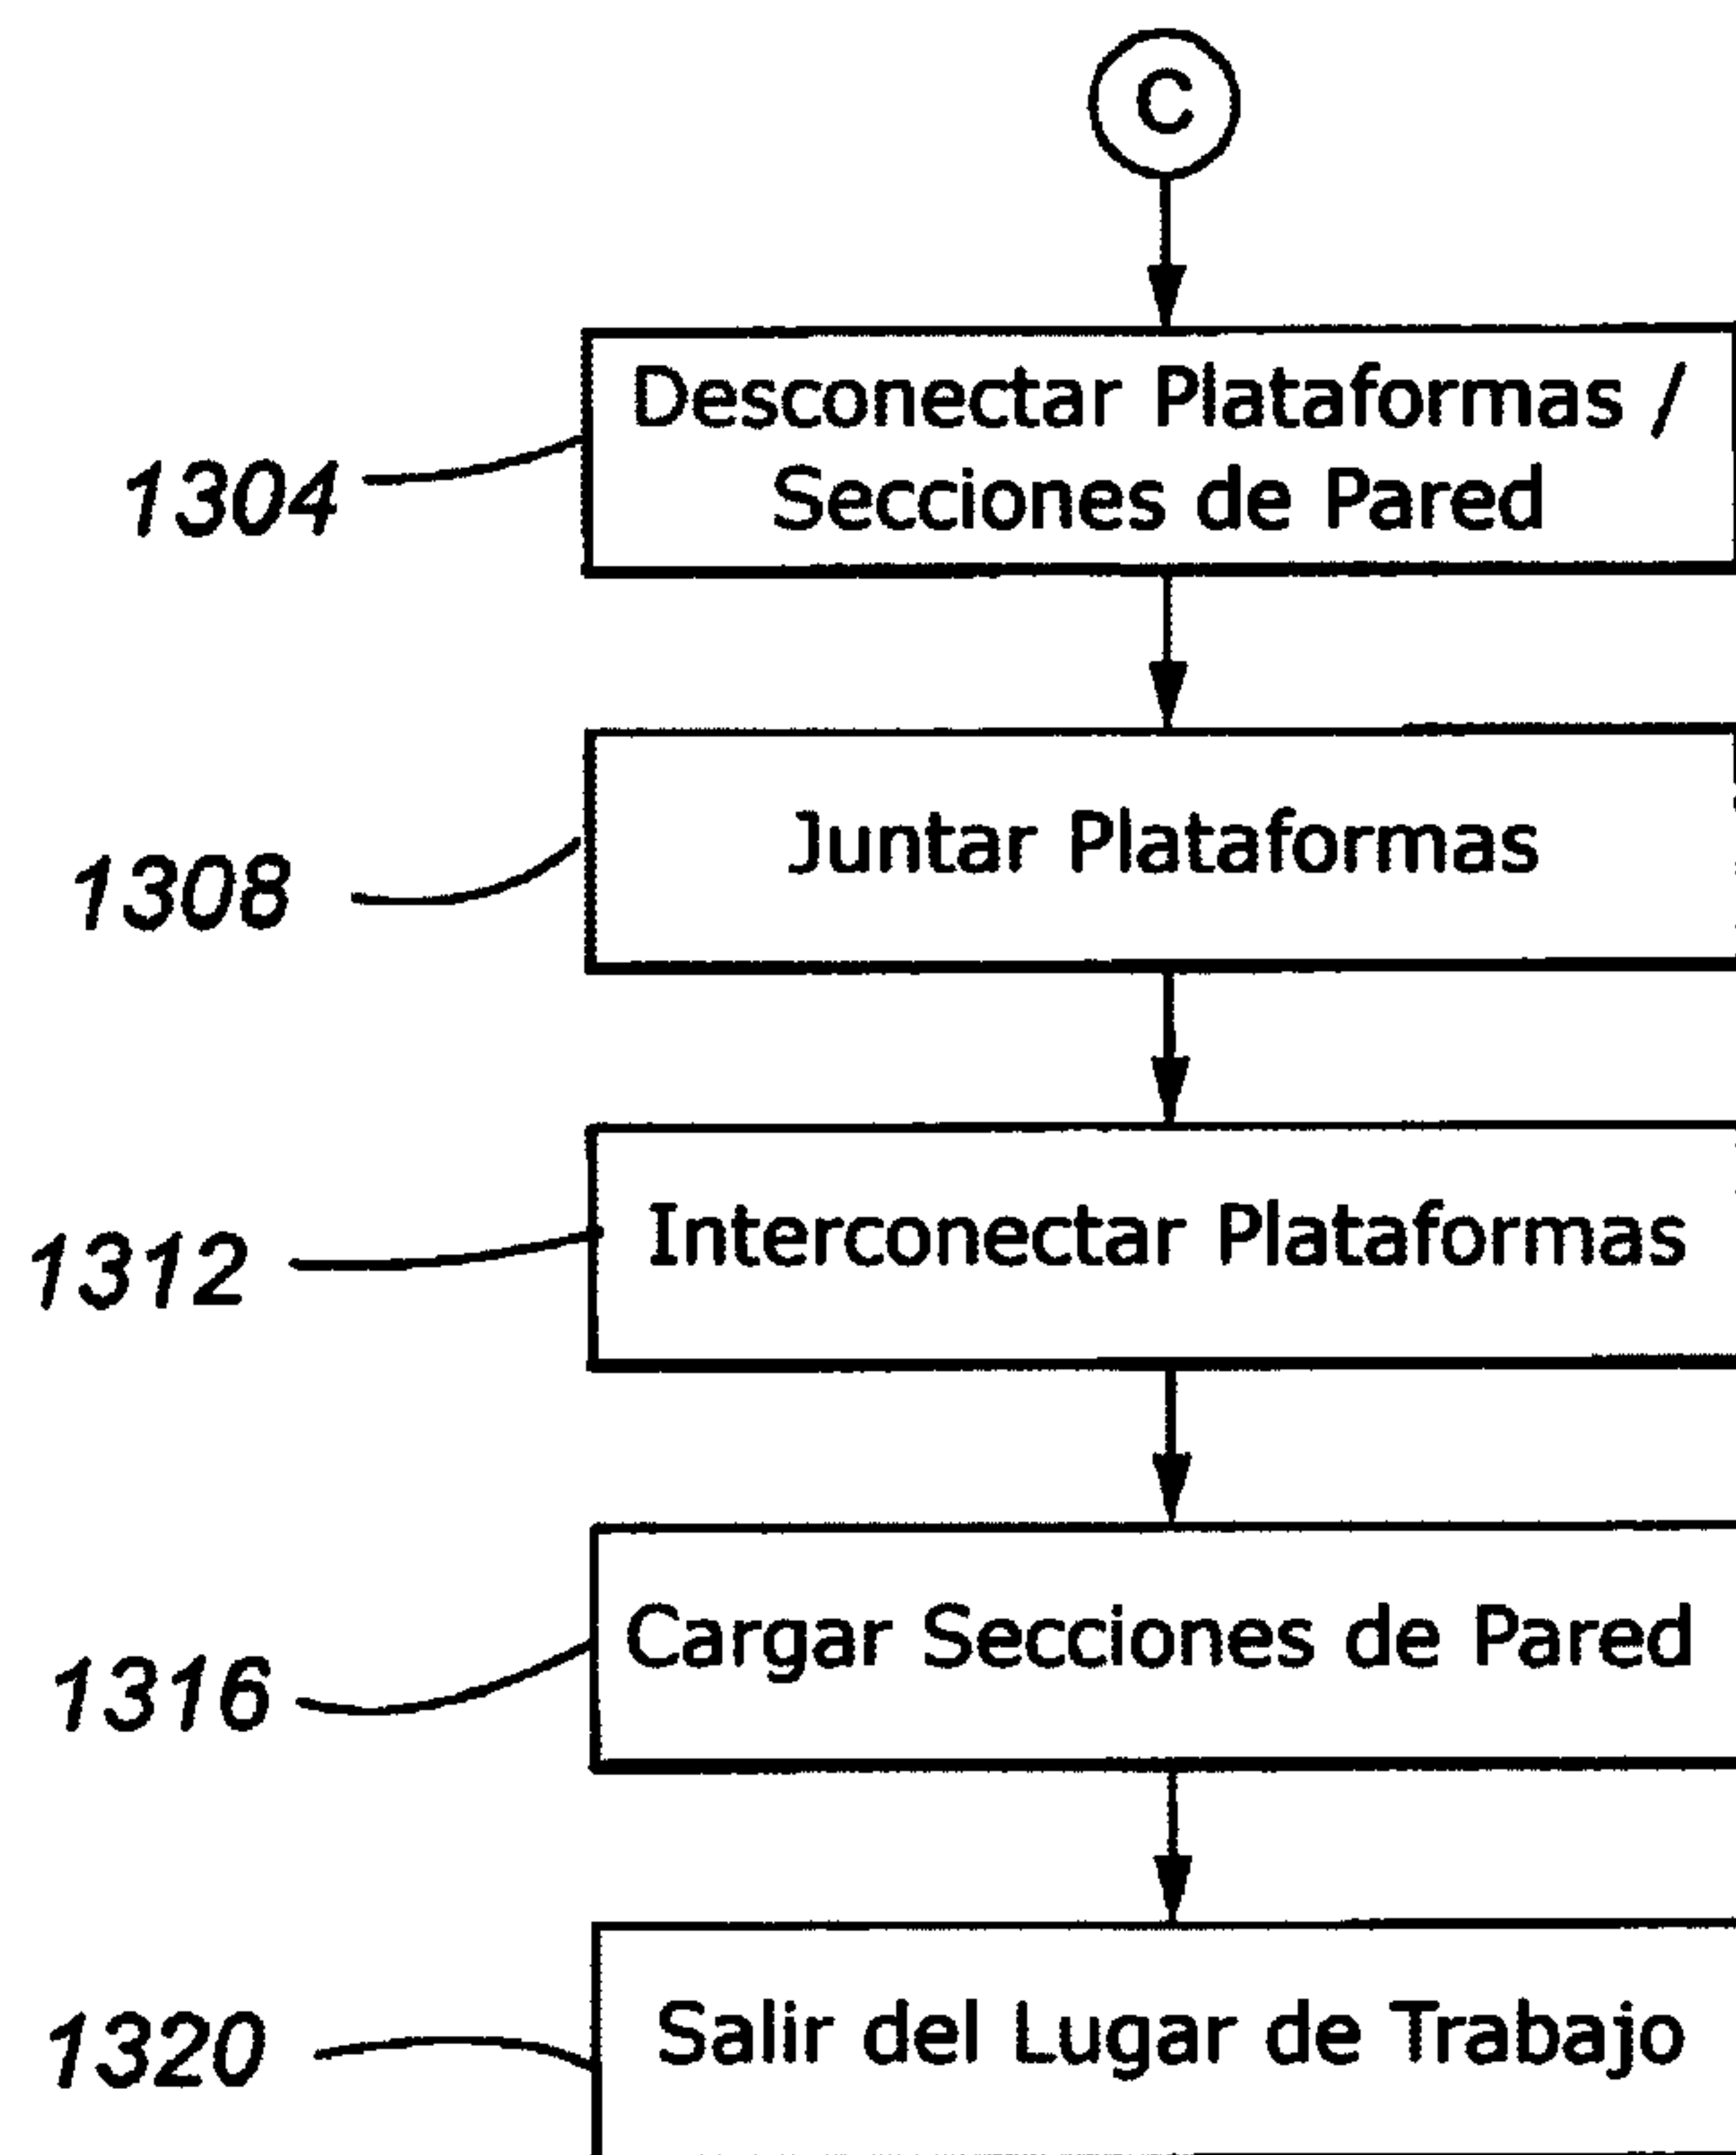 C
Desconectar Plataformas /
Secciones de Pared
1304
Juntar Plataformas
1308
Interconectar Plataformas
1312
Cargar Secciones de Pared
1316
Salir del Lugar de Trabajo
1320